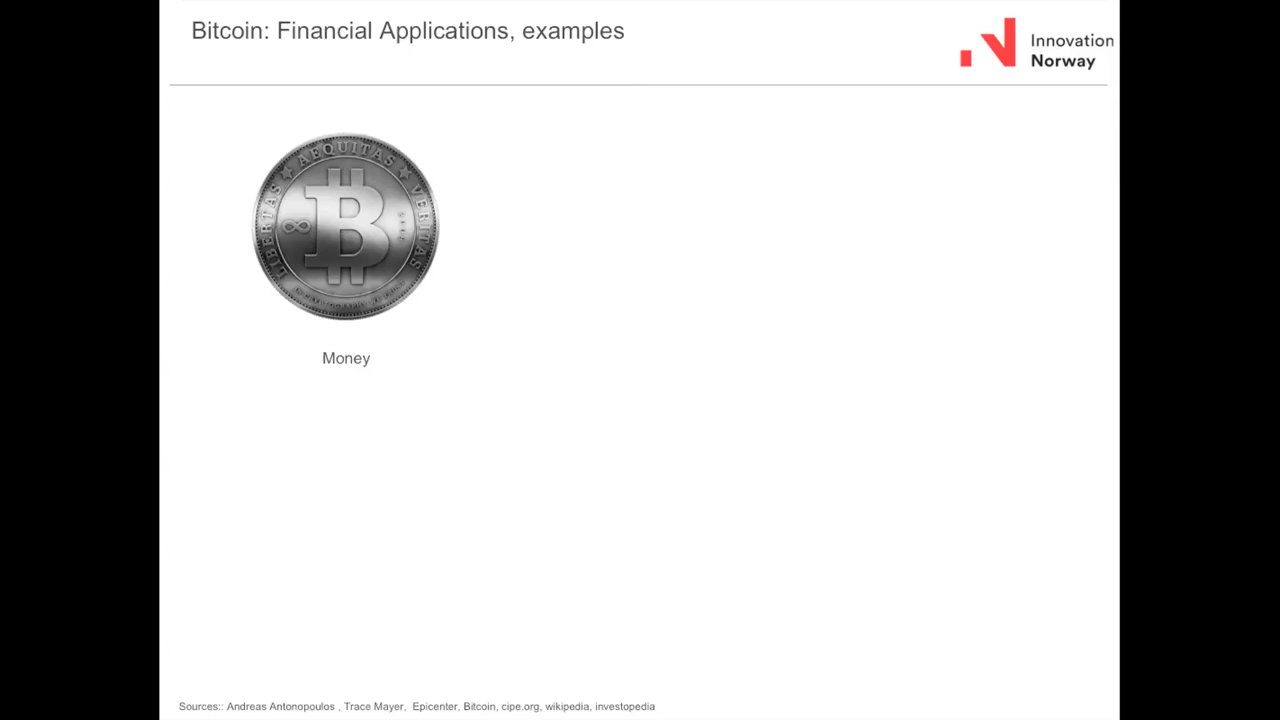 Bitcoin: Financial Applications, examples
Innovation
Norway
AEQUITAS
LIBERTAS
VERITAS
B
Money
Sources:: Andreas Antonopoulos , Trace Mayer, Epicenter, Bitcoin, cipe.org, wikipedia, investopedia